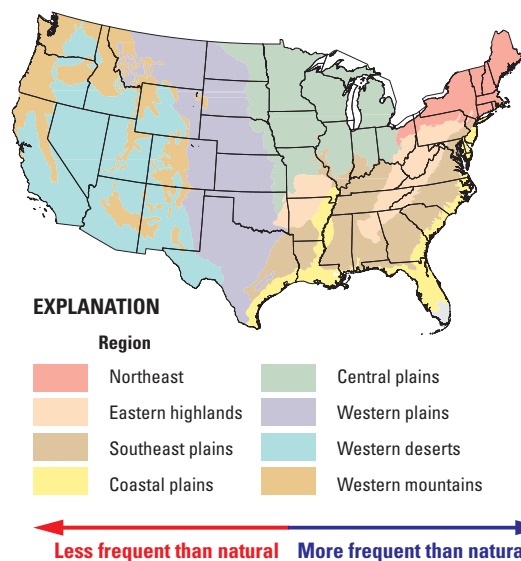 EXPLANATION
Region
Northeast
Eastern highlands
Southeast plains
Coastal plains
Central plains
Western plains
Western deserts
Western mountains
Less frequent than natural
More frequent than natura